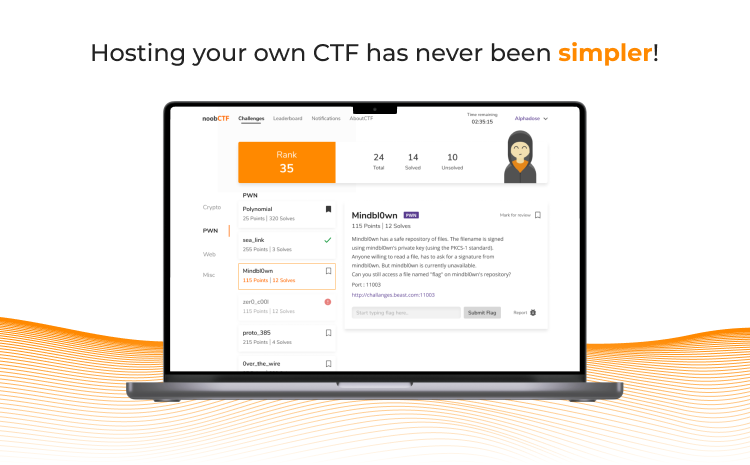 Hosting your own CTF has never been simpler!
noobCTF
Challenges
Leaderboard
Notifications
AboutCTF
Time remaining
02:35:15
Alphadose
Rank
35
24
Total
14
Solved
10
Unsolved
Crypto
PWN
Web
Misc
PWN
Polynomial
25 Points | 320 Solves
sea_link
255 Points | 3 Solves
Mindbl0wn
115 Points | 12 Solves
zer0_c00l
115 Points | 12 Solves
proto_385
215 Points | 4 Solves
0ver_the_wire
Mindbl0wn PWN
Mark for review
115 Points | 12 Solves
Mindbl0wn has a safe repository of files. The filename is signed
using mindbl0wn's private key (using the PKCS-1 standard).
Anyone willing to read a file, has to ask for a signature from
mindbl0wn. But mindbl0wn is currently unavailable.
Can you still access a file named "flag" on mindbl0wn's repository?
Port : 11003
http://challanges.beast.com:11003
Start typing flag here..
Submit Flag
Report